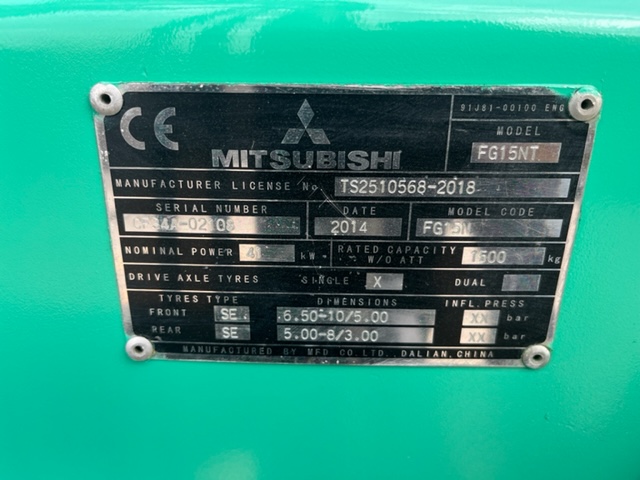 CE
91J61-00100 ENG
MODEL
MITSUBISHI FG15NT
MANUFACTURER LICENSE No. TS2510568-2018
SERIAL NUMBER DATE MODEL CODE
2014
NOMINAL POWER kW RATED CAPACITY W/O ATT 1500 kg
DRIVE AXLE TYRES SINGLE X DUAL
TYRES TYPE DIMENSIONS INFL.PRESS
FRONT SE 6.50-10/5.00 XX bar
REAR SE 5.00-8/3.00 XX bar
MANUFACTURED BY MFD CO LTD., DALIAN, CHINA